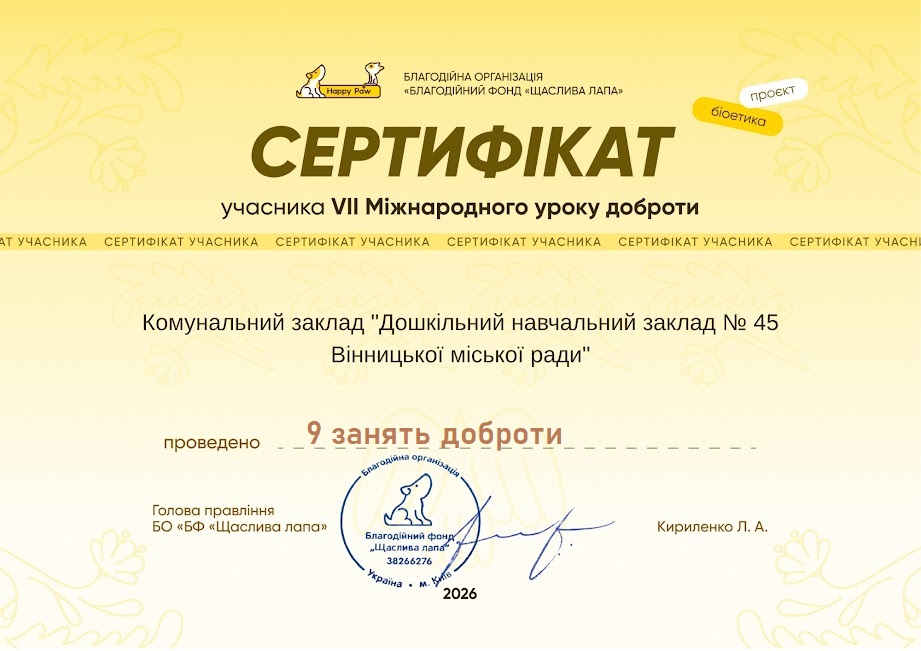 Happy Paw
БЛАГОДІЙНА ОРГАНІЗАЦІЯ
«БЛАГОДІЙНИЙ ФОНД «ЩАСЛИВА ЛАПА»
проєкт
біоетика
СЕРТИФІКАТ
учасника VII Міжнародного уроку доброти
АТ УЧАСНИКА СЕРТИФІКАТ УЧАСНИКА СЕРТИФІКАТ УЧАСНИКА СЕРТИФІКАТ УЧАСНИКА СЕРТИФІКАТ УЧАСНИКА СЕРТИФІКАТ УЧАСН
Комунальний заклад "Дошкільний навчальний заклад № 45
Вінницької міської ради"
проведено 9 занять доброти
Голова правління
БО «БФ «Щаслива лапа»
Благодійна організація
Благодійний фонд
„Щаслива лапа"
38266276
Україна • м. Київ
Кириленко Л. А.
2026